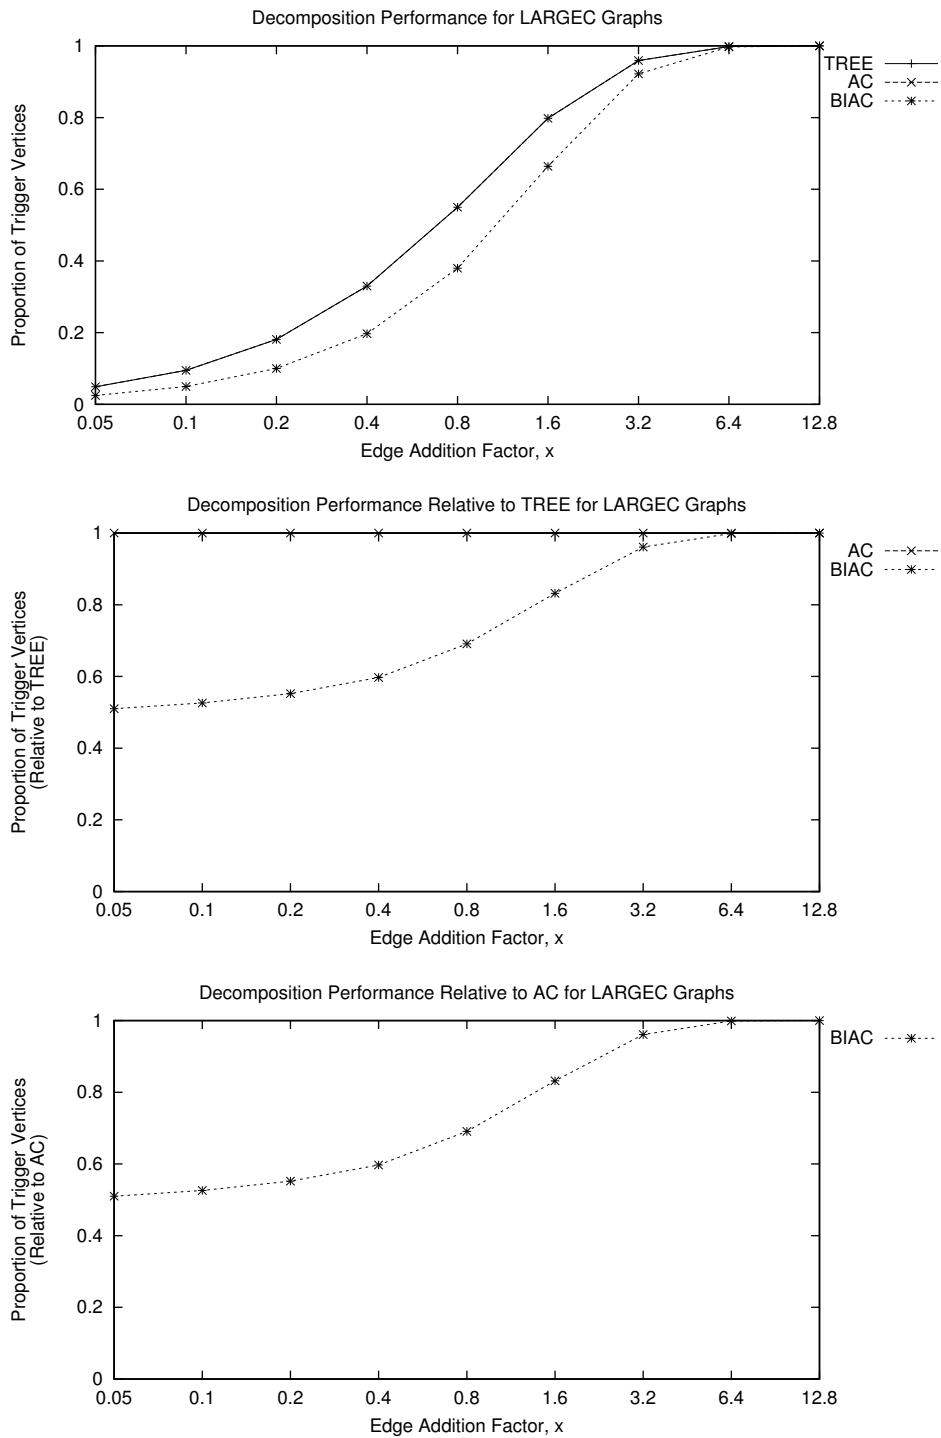 Decomposition Performance for LARGEC Graphs
Proportion of Trigger Vertices
1
0.8
0.6
0.4
0.2
0
0.05 0.1 0.2 0.4 0.8 1.6 3.2 6.4 12.8
Edge Addition Factor, x
TREE
AC
BIAC
Decomposition Performance Relative to TREE for LARGEC Graphs
Proportion of Trigger Vertices
(Relative to TREE)
1
0.8
0.6
0.4
0.2
0
0.05 0.1 0.2 0.4 0.8 1.6 3.2 6.4 12.8
Edge Addition Factor, x
AC
BIAC
Decomposition Performance Relative to AC for LARGEC Graphs
Proportion of Trigger Vertices
(Relative to AC)
1
0.8
0.6
0.4
0.2
0
0.05 0.1 0.2 0.4 0.8 1.6 3.2 6.4 12.8
Edge Addition Factor, x
BIAC